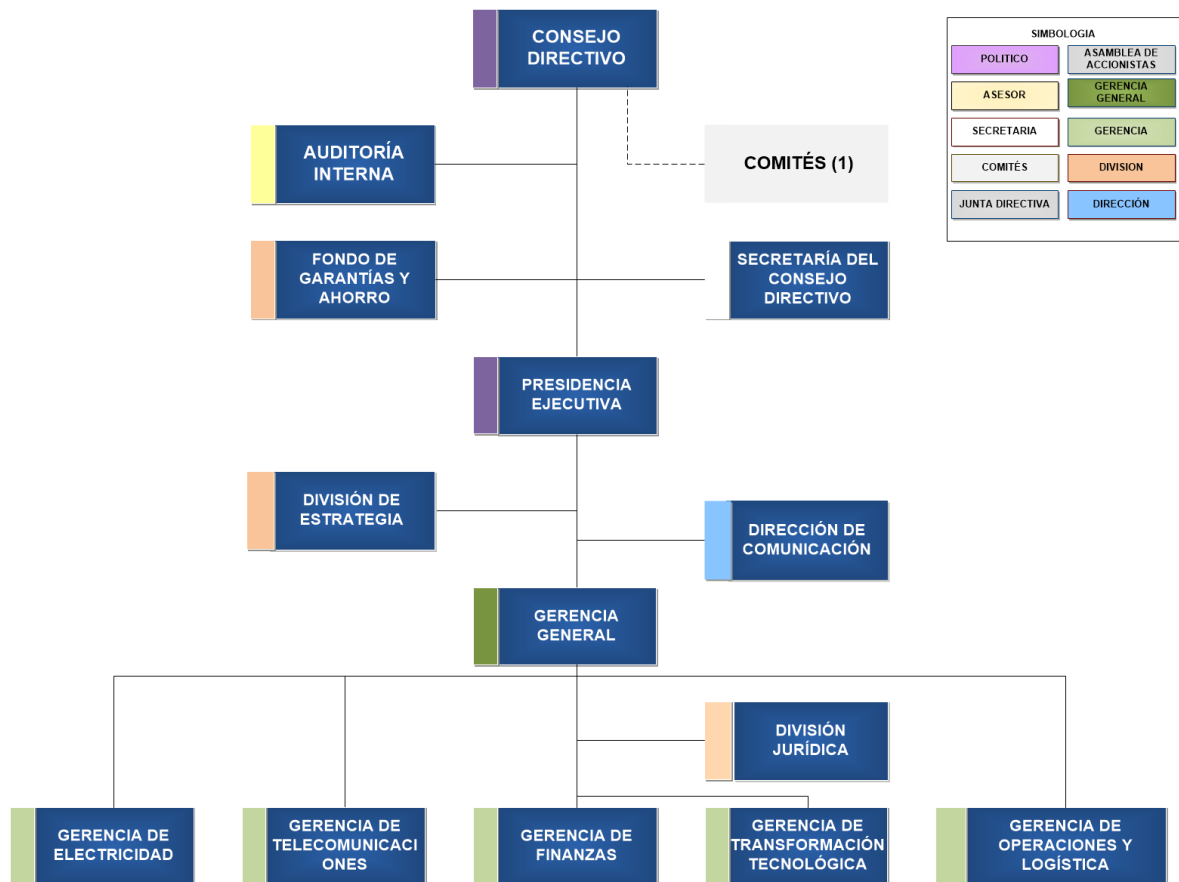 CONSEJO
DIRECTIVO
SIMBOLOGIA
POLITICO
ASAMBLEA DE
ACCIONISTAS
ASESOR
GERENCIA
GENERAL
SECRETARIA
GERENCIA
COMITÉS
DIVISION
JUNTA DIRECTIVA
DIRECCIÓN
AUDITORÍA
INTERNA
COMITÉS (1)
FONDO DE
GARANTÍAS Y
AHORRO
SECRETARÍA DEL
CONSEJO
DIRECTIVO
PRESIDENCIA
EJECUTIVA
DIVISIÓN DE
ESTRATEGIA
DIRECCIÓN DE
COMUNICACIÓN
GERENCIA
GENERAL
DIVISIÓN
JURÍDICA
GERENCIA DE
ELECTRICIDAD
GERENCIA DE
TELECOMUNICACI
ONES
GERENCIA DE
FINANZAS
GERENCIA DE
TRANSFORMACIÓN
TECNOLÓGICA
GERENCIA DE
OPERACIONES Y
LOGÍSTICA